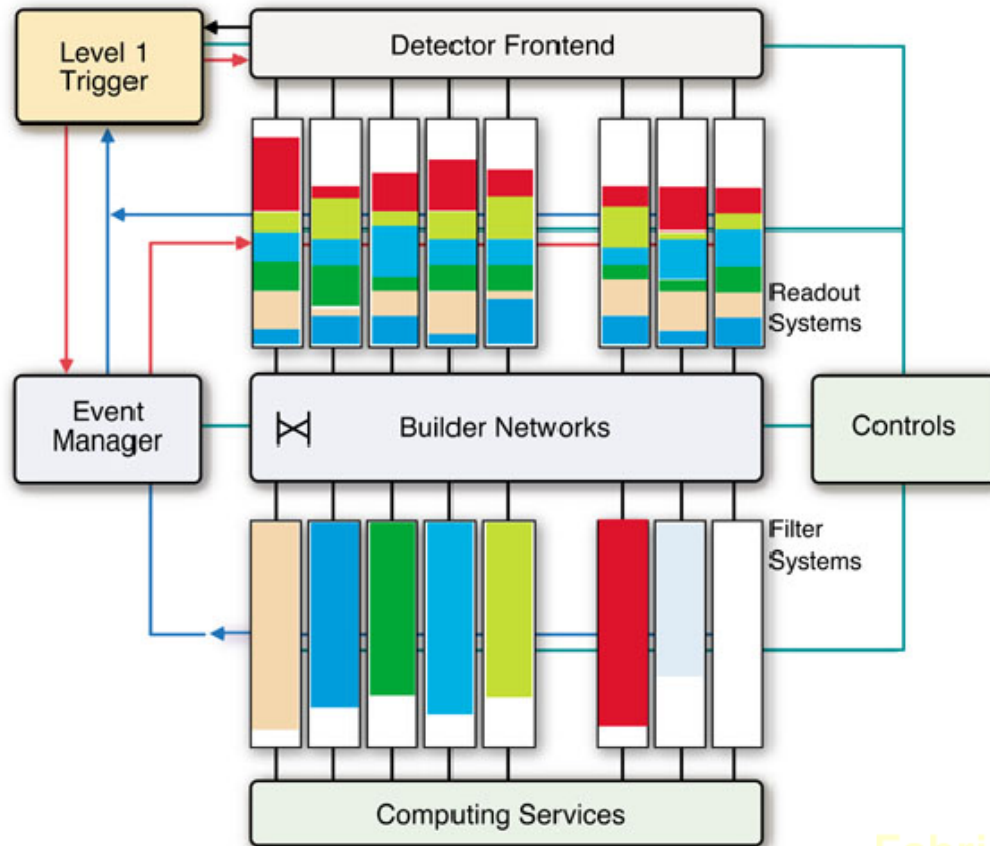 Level 1
Trigger
Detector Frontend
Readout
Systems
Event
Manager
Builder Networks
Controls
Filter
Systems
Computing Services